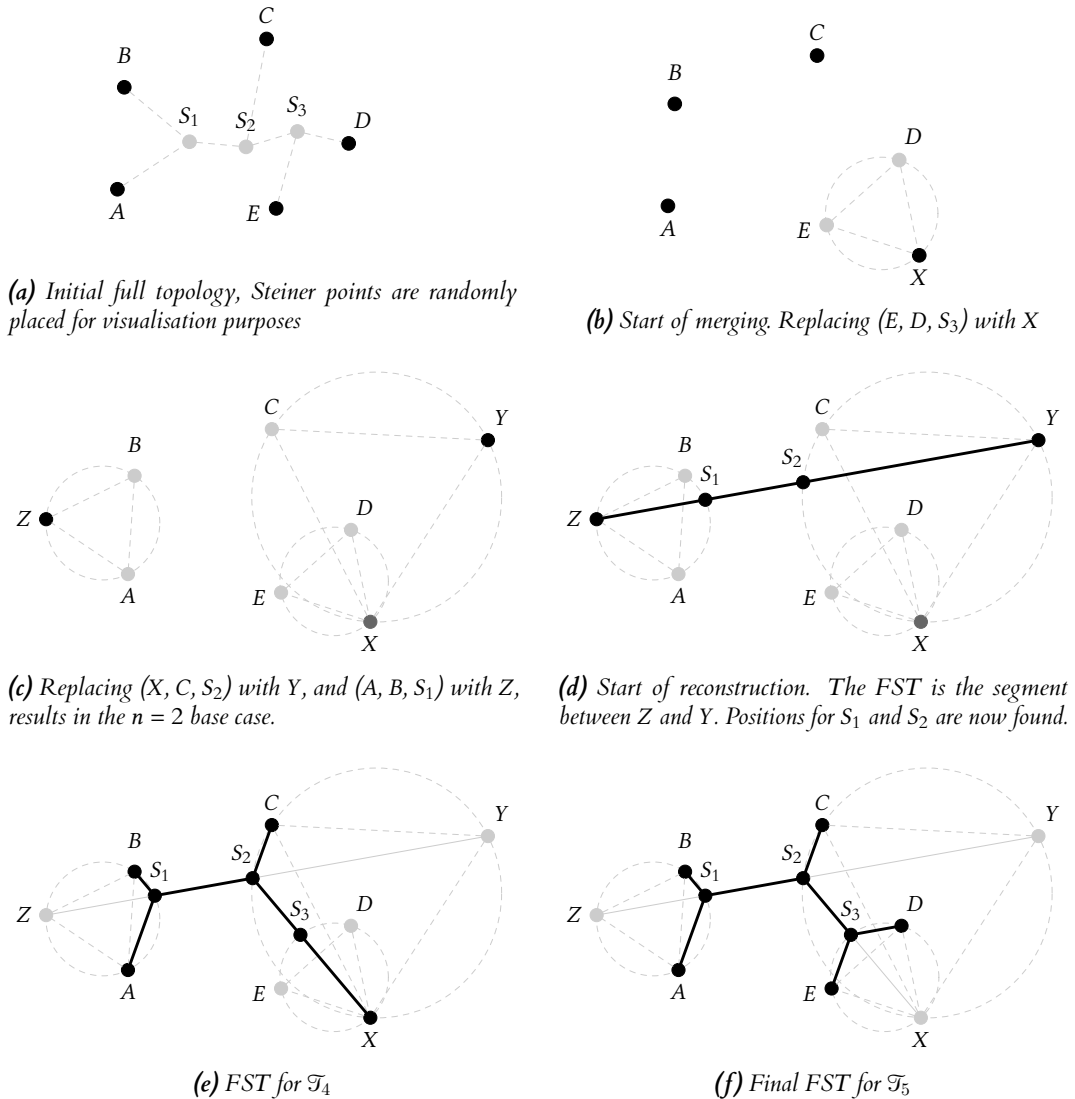 C
B
S1
S2
S3
D
A
E
(a) Initial full topology, Steiner points are randomly
placed for visualisation purposes
C
B
D
E
A
X
(b) Start of merging. Replacing (E, D, S3) with X
C
Y
B
Z
D
A
E
X
(c) Replacing (X, C, S2) with Y, and (A, B, S1) with Z,
results in the n = 2 base case.
C
Y
B
S1
S2
Z
D
A
E
X
(d) Start of reconstruction. The FST is the segment
between Z and Y. Positions for S1 and S2 are now found.
C
Y
B
S1
S2
Z
S3
D
A
E
X
(e) FST for 𝒯4
C
Y
B
S1
S2
Z
S3
D
A
E
X
(f) Final FST for 𝒯5